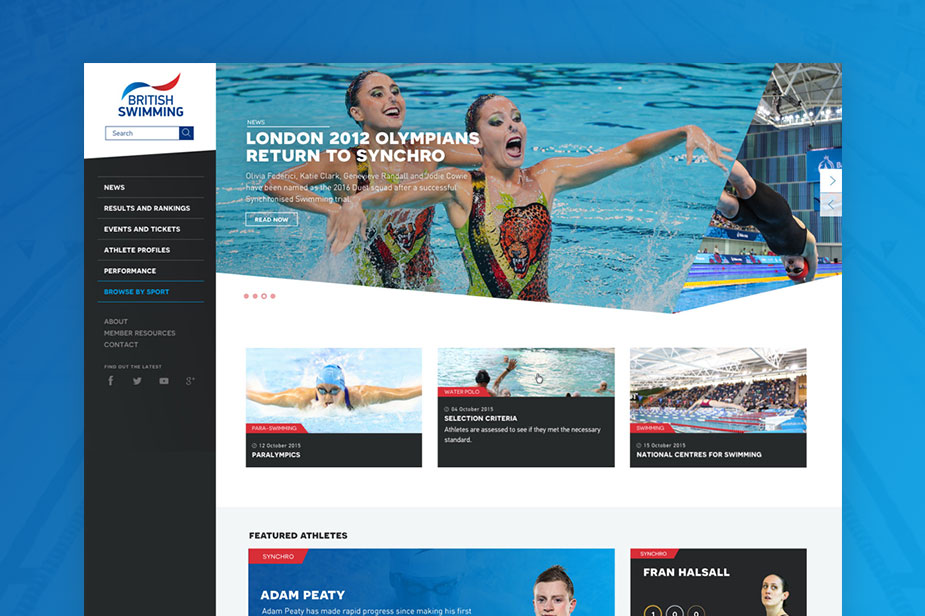 BRITISH
SWIMMING
Search
NEWS
RESULTS AND RANKINGS
EVENTS AND TICKETS
ATHLETE PROFILES
PERFORMANCE
BROWSE BY SPORT
ABOUT
MEMBER RESOURCES
CONTACT
FIND OUT THE LATEST
NEWS
LONDON 2012 OLYMPIANS
RETURN TO SYNCHRO
Olivia Federici, Katie Clark, Genevieve Randall and Jodie Cowie
have been named as the 2016 Duet squad after a successful
Synchronised Swimming trial.
READ NOW
PARA-SWIMMING
12 October 2015
PARALYMPICS
WATER POLO
04 October 2015
SELECTION CRITERIA
Athletes are assessed to see if they met the necessary
standard.
SWIMMING
15 October 2015
NATIONAL CENTRES FOR SWIMMING
FEATURED ATHLETES
SYNCHRO
ADAM PEATY
Adam Peaty has made rapid progress since making his first
SYNCHRO
FRAN HALSALL
1 0 0